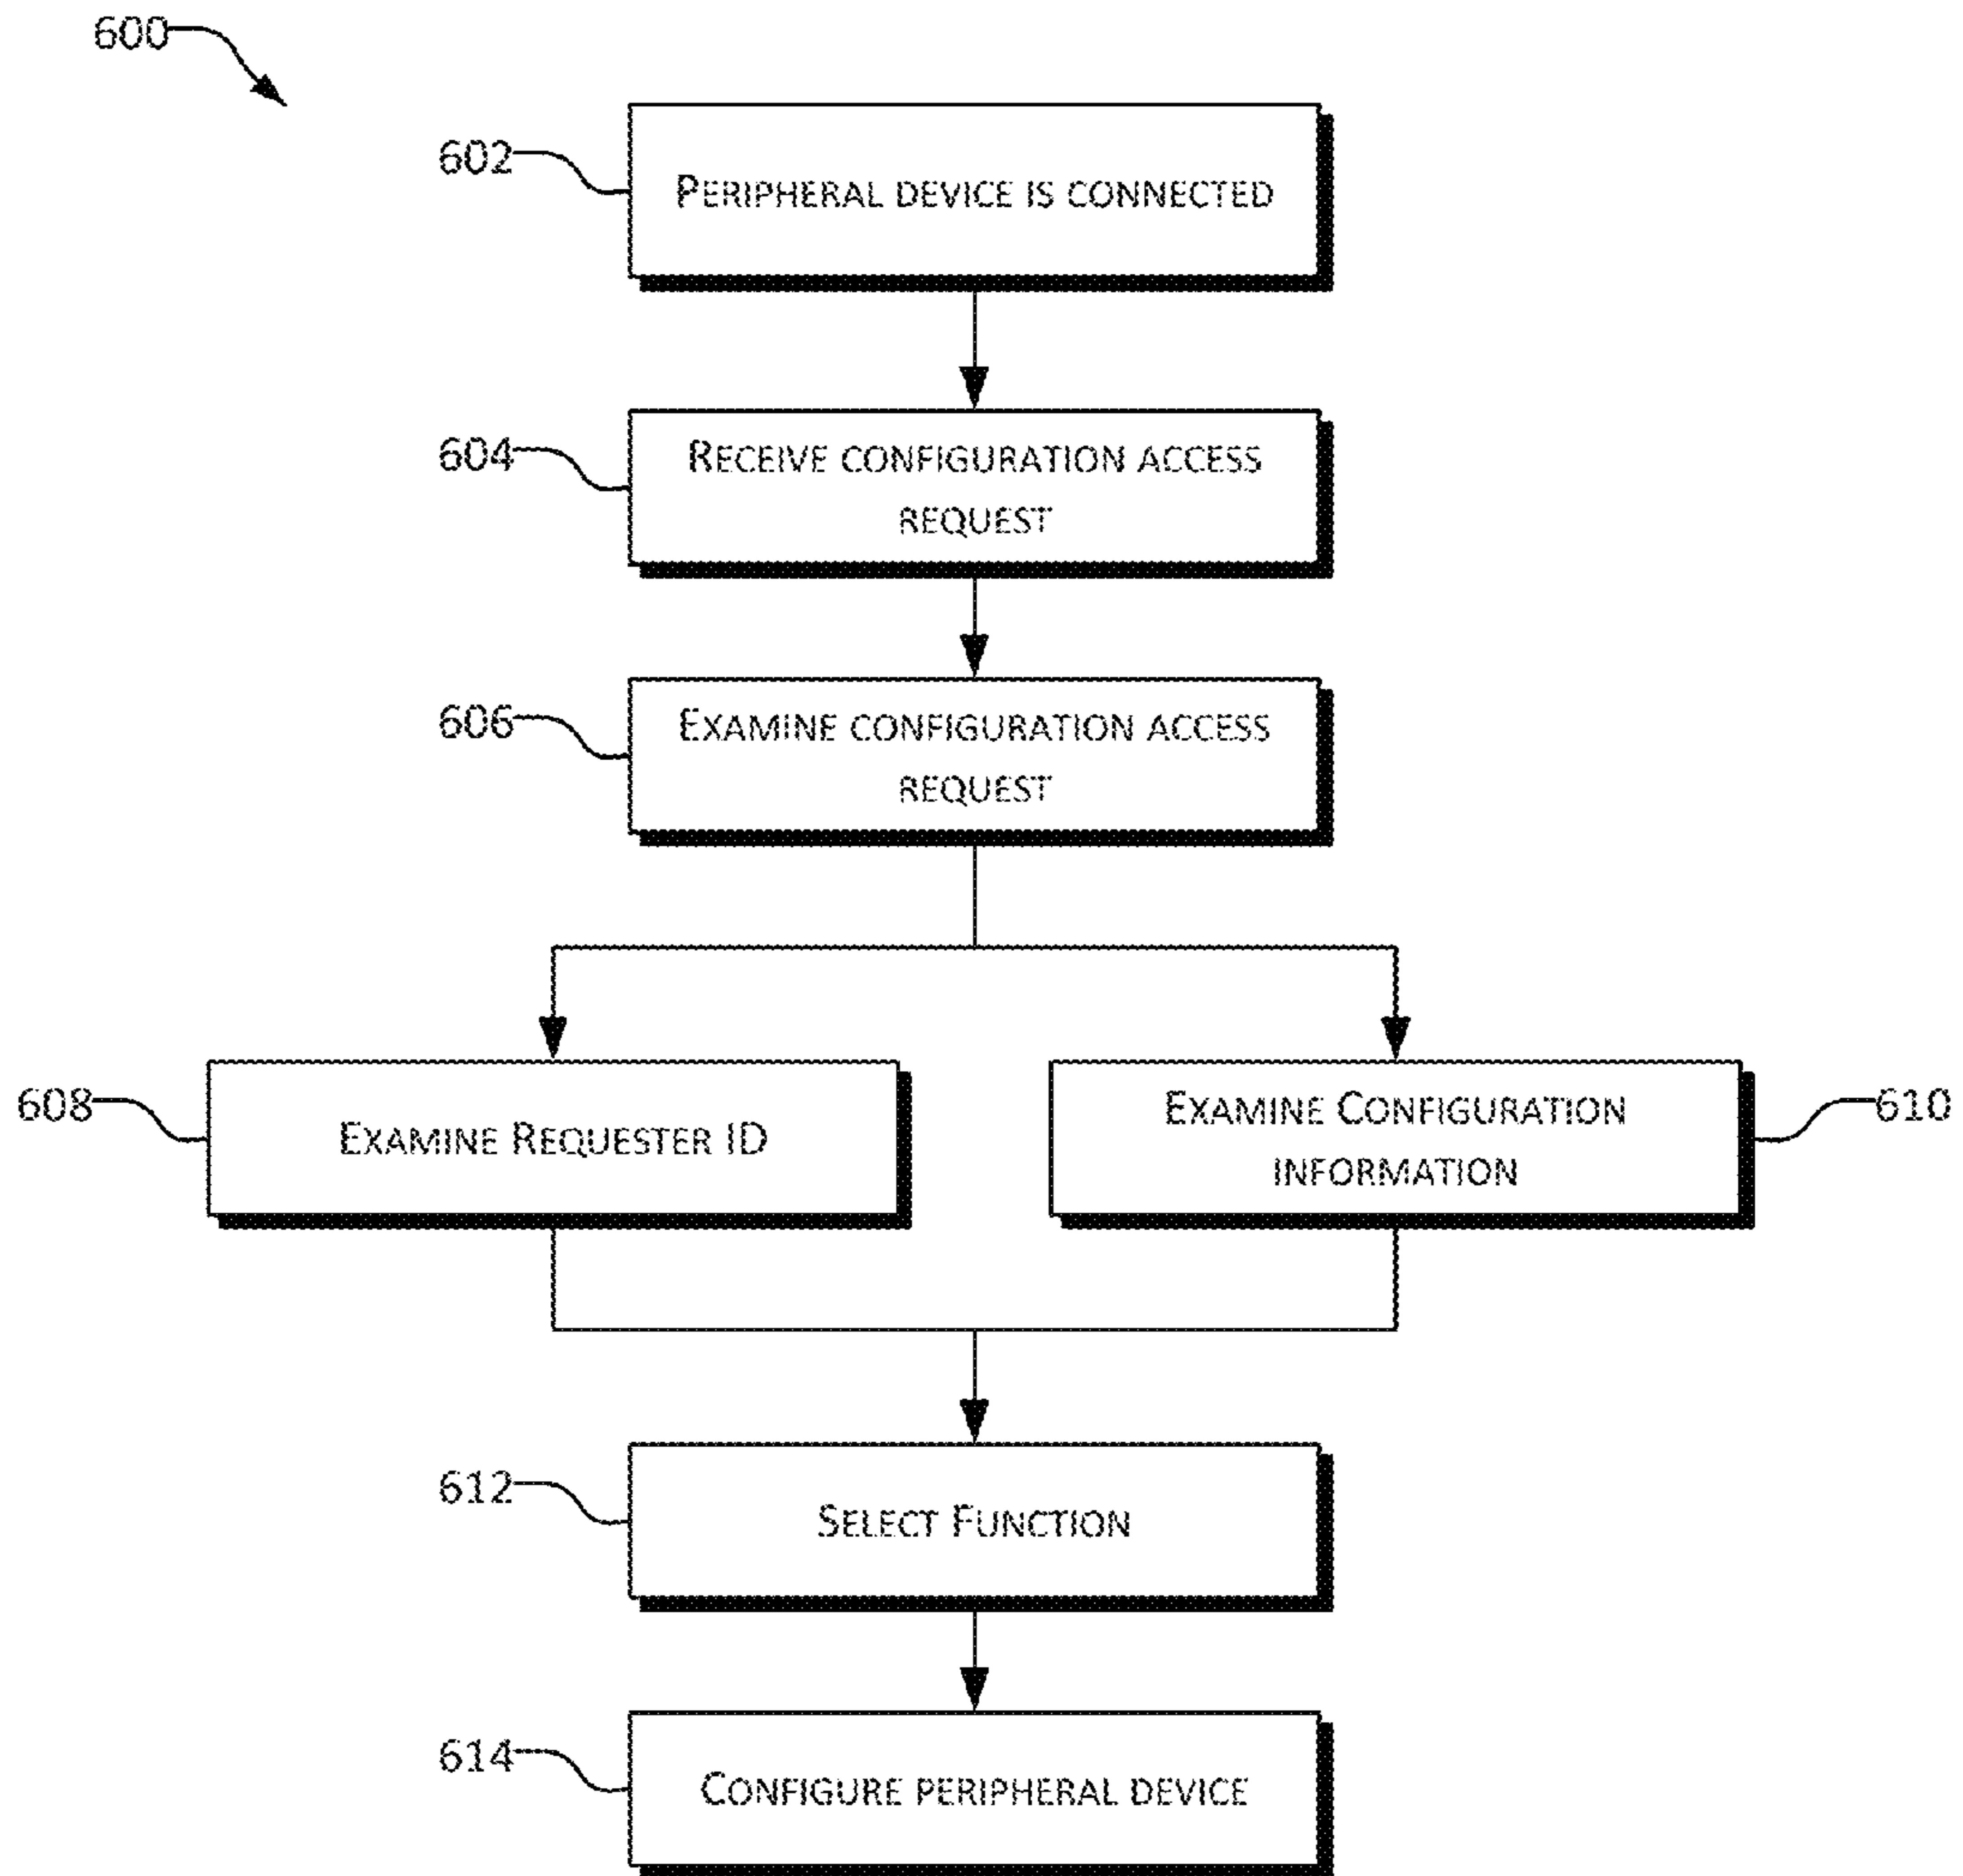 600
602
PERIPHERAL DEVICE IS CONNECTED
604
RECEIVE CONFIGURATION ACCESS
REQUEST
606
EXAMINE CONFIGURATION ACCESS
REQUEST
608
EXAMINE REQUESTER ID
EXAMINE CONFIGURATION
INFORMATION
610
612
SELECT FUNCTION
614
CONFIGURE PERIPHERAL DEVICE